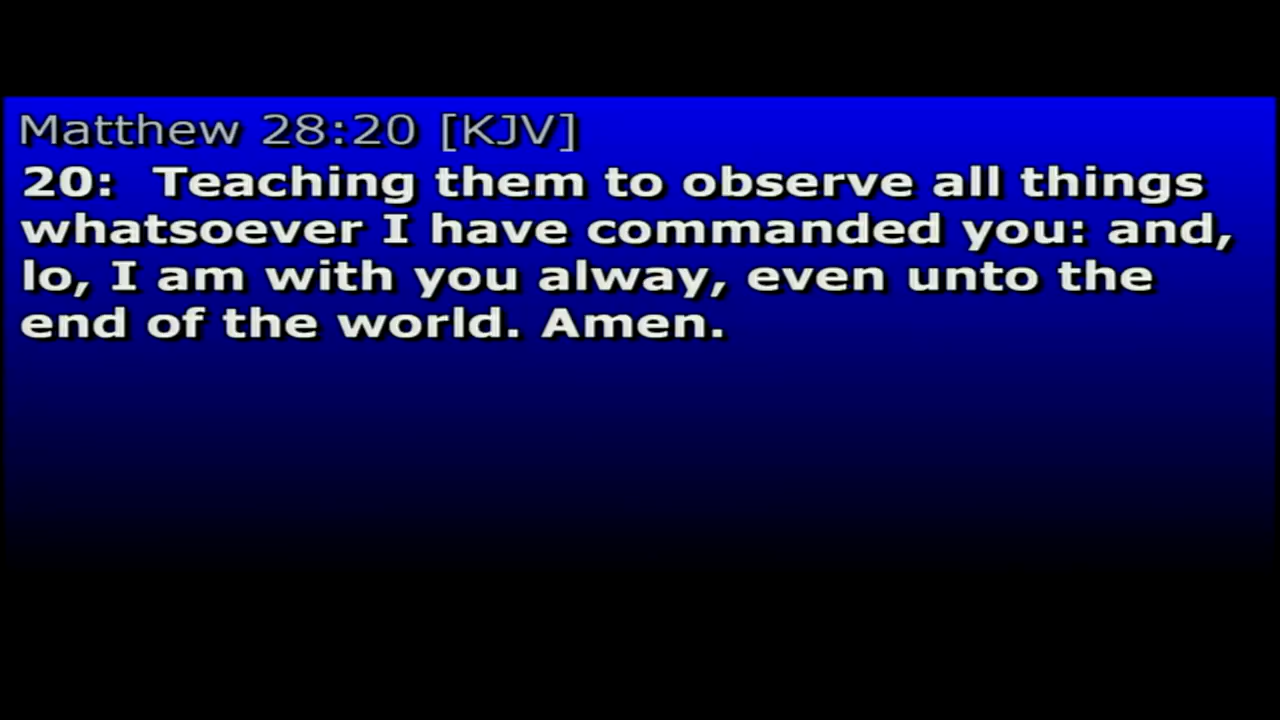 Matthew 28:20 [KJV]
20: Teaching them to observe all things
whatsoever I have commanded you: and,
lo, I am with you alway, even unto the
end of the world. Amen.